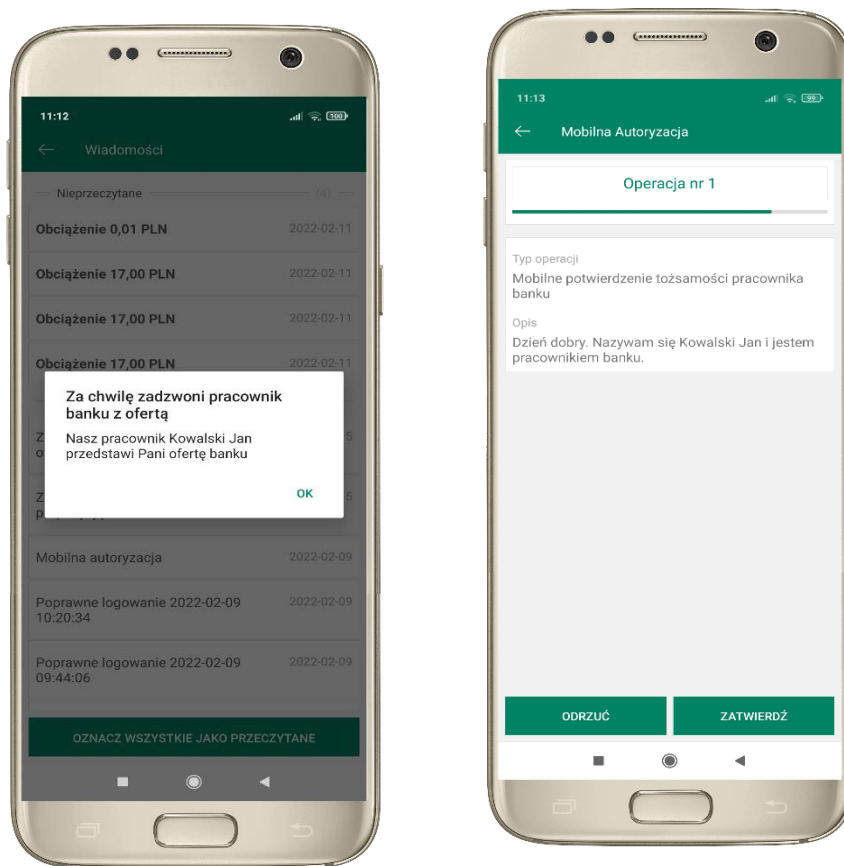 11:12
100
Wiadomości
Nieprzeczytane (4)
Obciążenie 0,01 PLN 2022-02-11
Obciążenie 17,00 PLN 2022-02-11
Obciążenie 17,00 PLN 2022-02-11
Obciążenie 17,00 PLN 2022-02-11
Za chwilę zadzwoni pracownik
banku z ofertą
Nasz pracownik Kowalski Jan
przedstawi Pani ofertę banku
OK
Mobilna autoryzacja 2022-02-09
Poprawne logowanie 2022-02-09 2022-02-09
10:20:34
Poprawne logowanie 2022-02-09 2022-02-09
09:44:06
OZNACZ WSZYSTKIE JAKO PRZECZYTANE
11:13
99
Mobilna Autoryzacja
Operacja nr 1
Typ operacji
Mobilne potwierdzenie tożsamości pracownika
banku
Opis
Dzień dobry. Nazywam się Kowalski Jan i jestem
pracownikiem banku.
ODRZUĆ ZATWIERDŹ